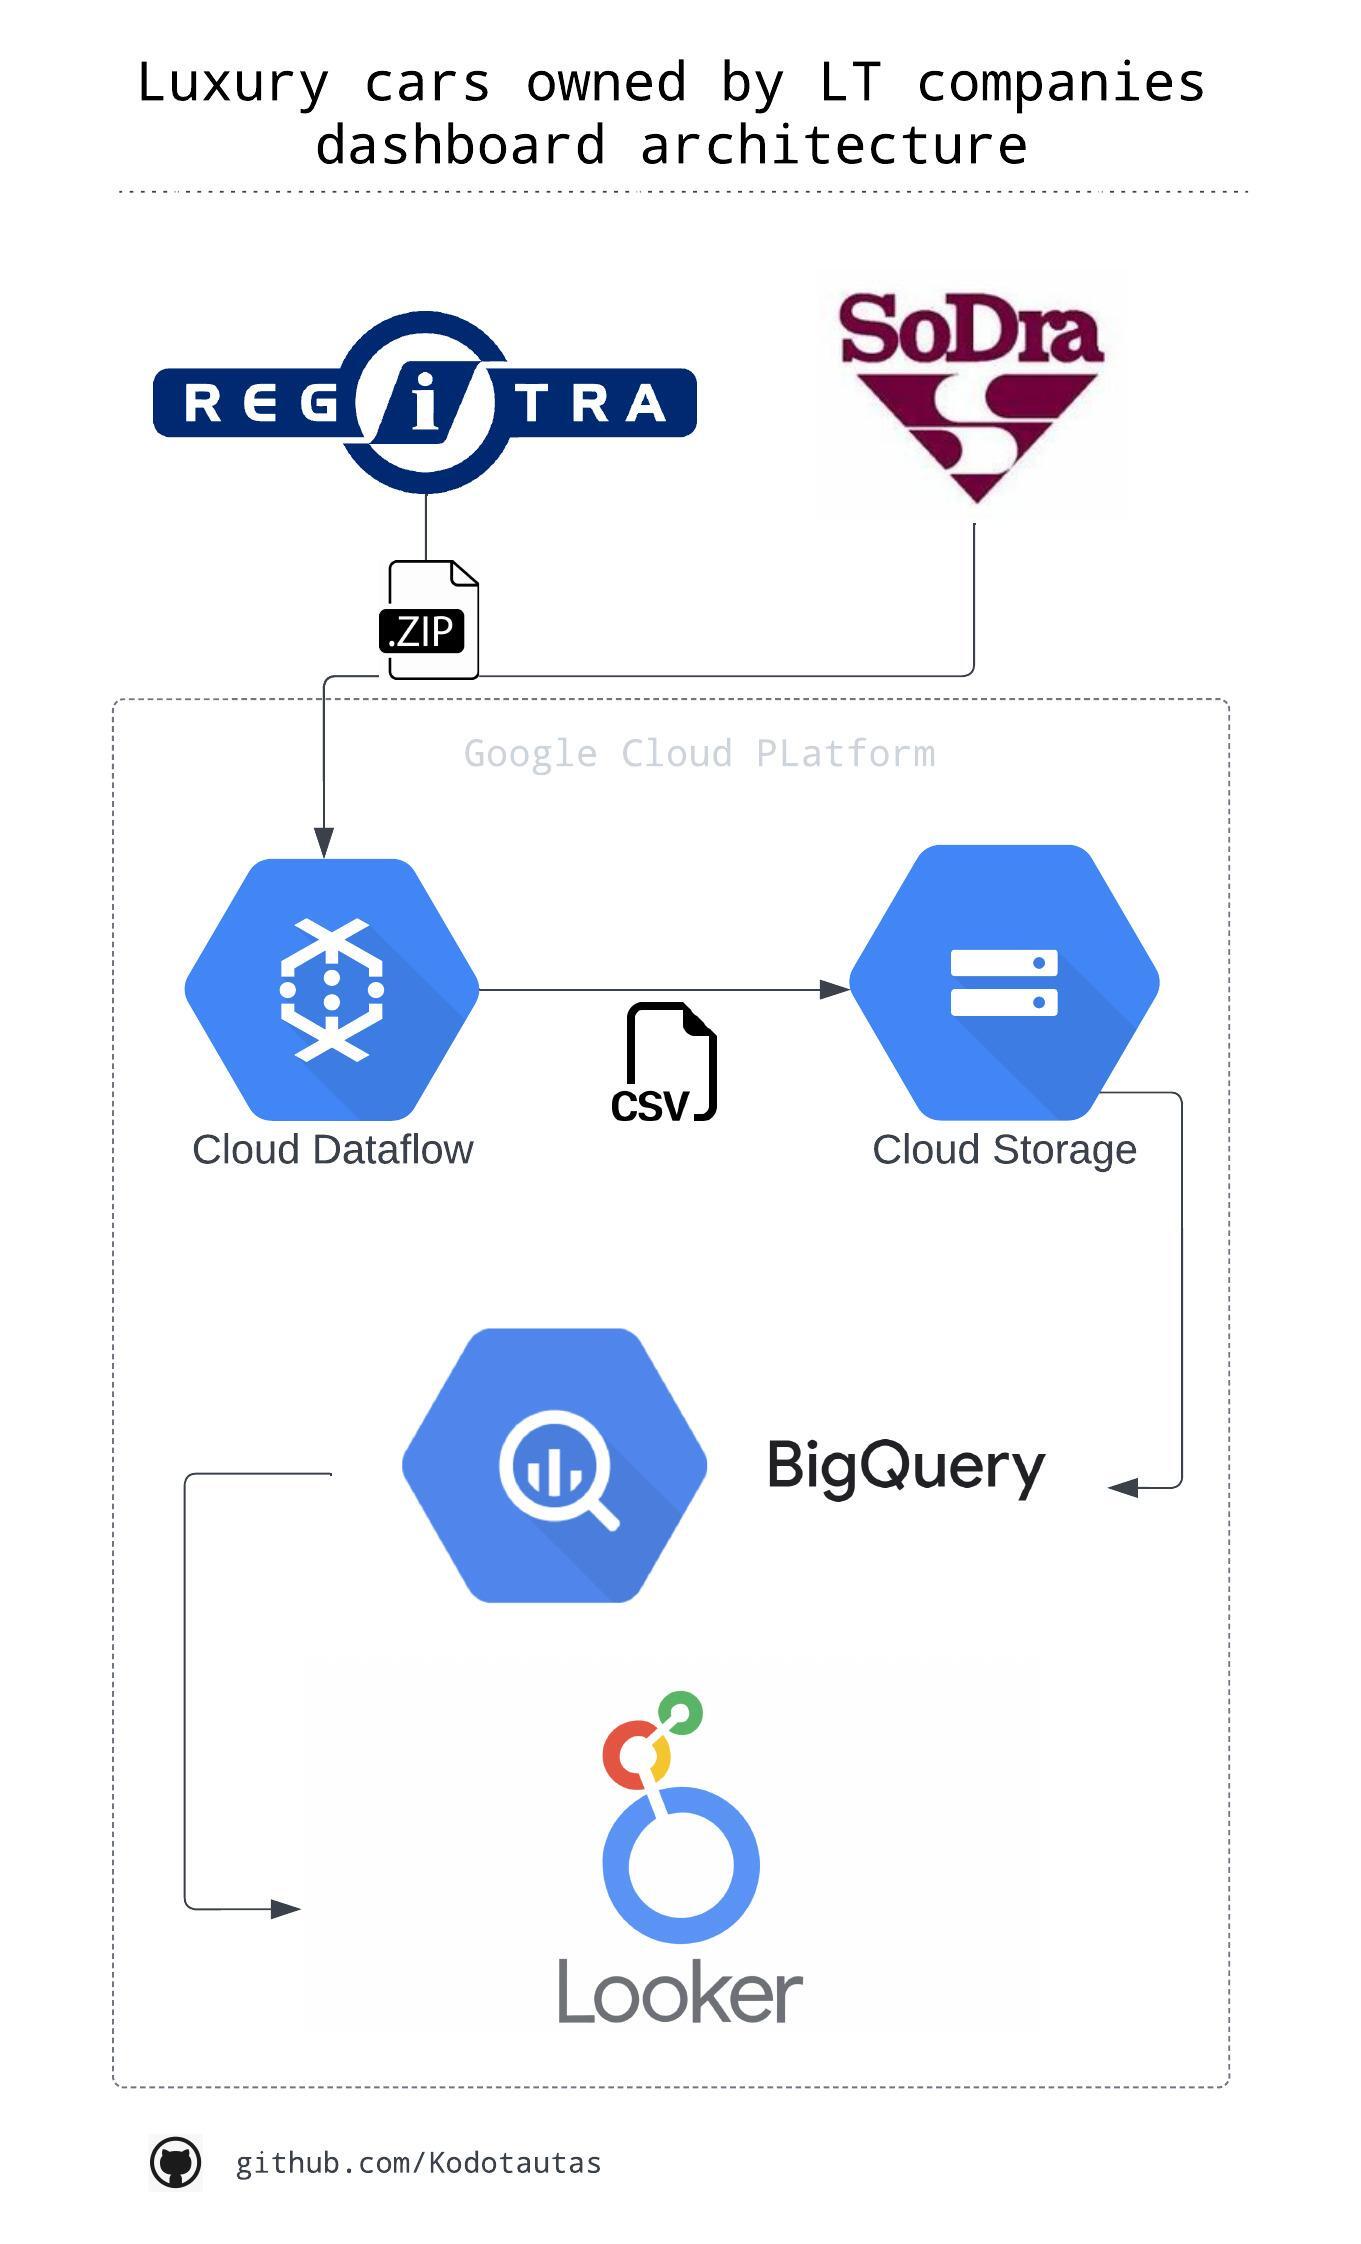 Luxury cars owned by LT companies
dashboard architecture
REGiTRA
SoDra
.ZIP
Google Cloud PLatform
CSV
Cloud Dataflow
Cloud Storage
BigQuery
Looker
github.com/Kodotautas